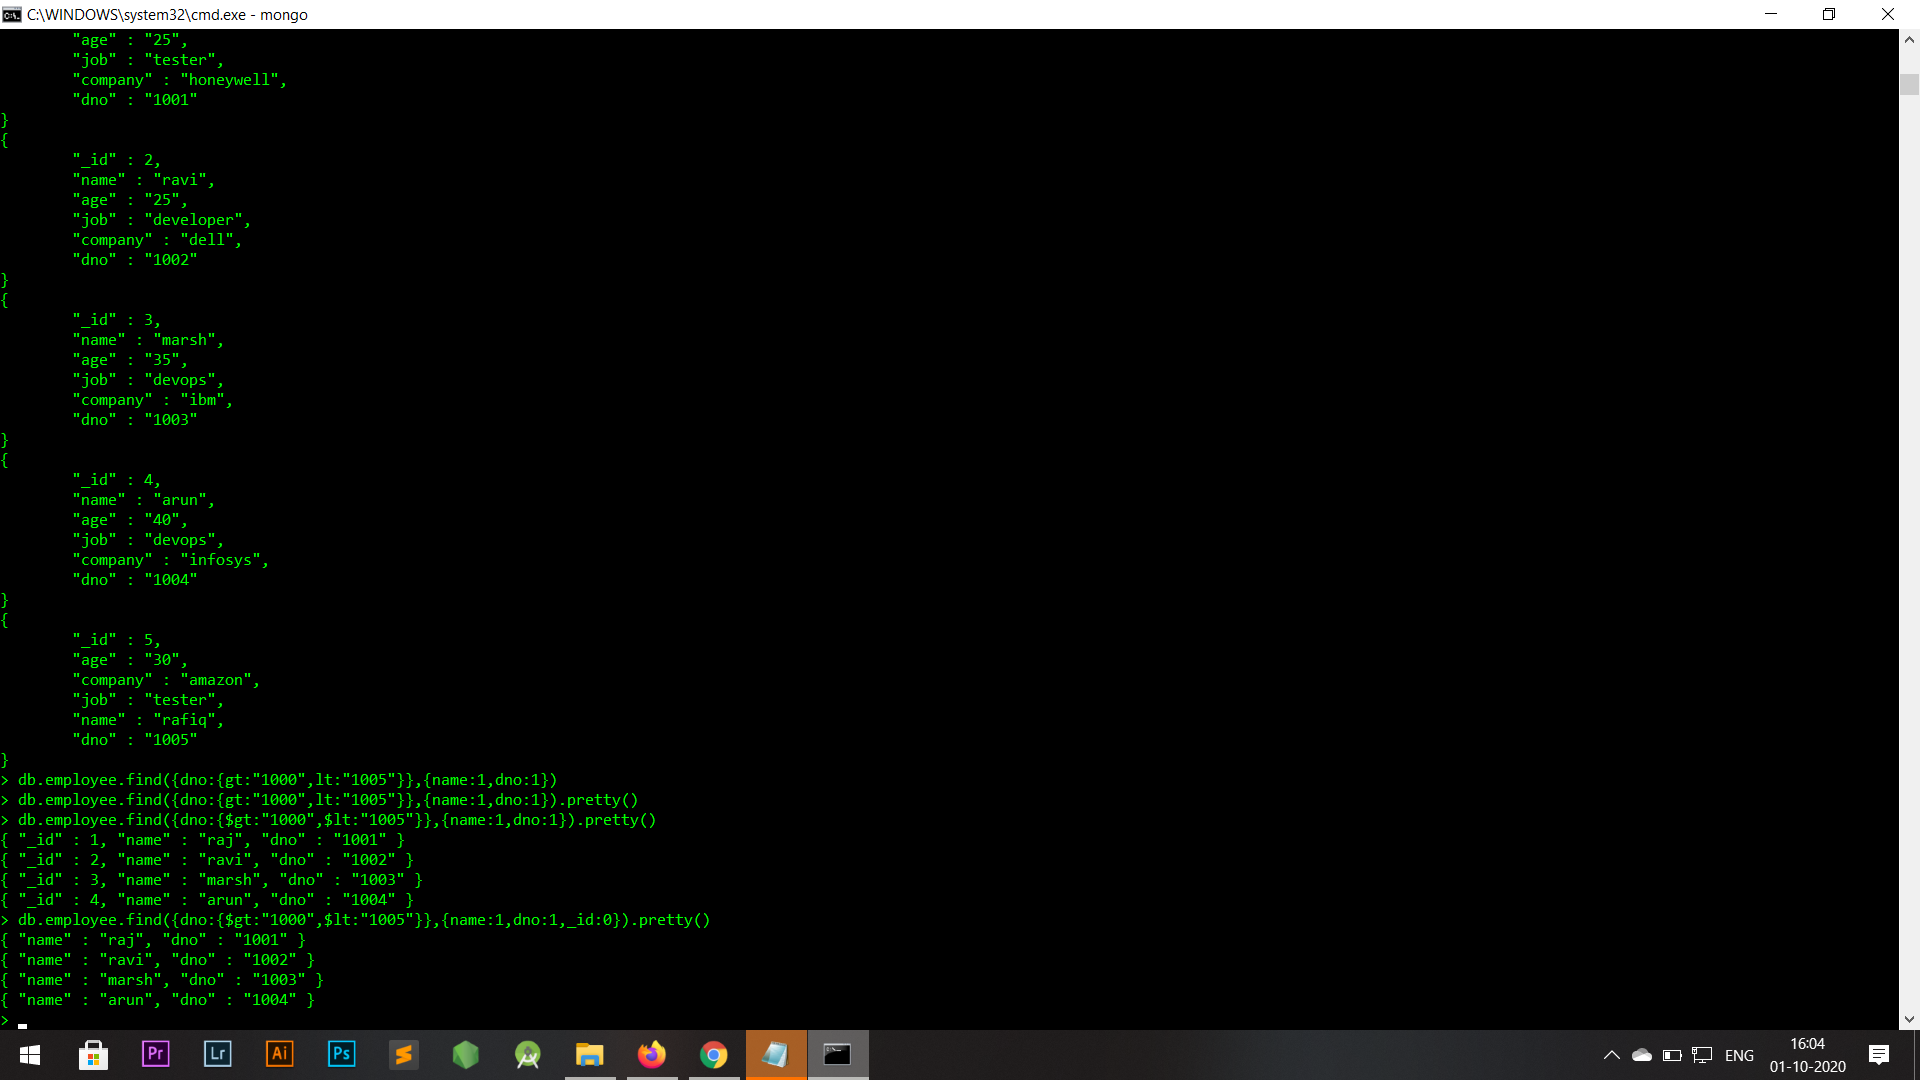 C:\WINDOWS\system32\cmd.exe - mongo
"age" : "25",
"job" : "tester",
"company" : "honeywell",
"dno" : "1001"
}
{
"_id" : 2,
"name" : "ravi",
"age" : "25",
"job" : "developer",
"company" : "dell",
"dno" : "1002"
}
{
"_id" : 3,
"name" : "marsh",
"age" : "35",
"job" : "devops",
"company" : "ibm",
"dno" : "1003"
}
{
"_id" : 4,
"name" : "arun",
"age" : "40",
"job" : "devops",
"company" : "infosys",
"dno" : "1004"
}
{
"_id" : 5,
"age" : "30",
"company" : "amazon",
"job" : "tester",
"name" : "rafiq",
"dno" : "1005"
}
> db.employee.find({dno:{gt:"1000",lt:"1005"}},{name:1,dno:1})
> db.employee.find({dno:{gt:"1000",lt:"1005"}},{name:1,dno:1}).pretty()
> db.employee.find({dno:{$gt:"1000",$lt:"1005"}},{name:1,dno:1}).pretty()
{ "_id" : 1, "name" : "raj", "dno" : "1001" }
{ "_id" : 2, "name" : "ravi", "dno" : "1002" }
{ "_id" : 3, "name" : "marsh", "dno" : "1003" }
{ "_id" : 4, "name" : "arun", "dno" : "1004" }
> db.employee.find({dno:{$gt:"1000",$lt:"1005"}},{name:1,dno:1,_id:0}).pretty()
{ "name" : "raj", "dno" : "1001" }
{ "name" : "ravi", "dno" : "1002" }
{ "name" : "marsh", "dno" : "1003" }
{ "name" : "arun", "dno" : "1004" }
>
Pr Lr Ai Ps ENG 16:04
01-10-2020